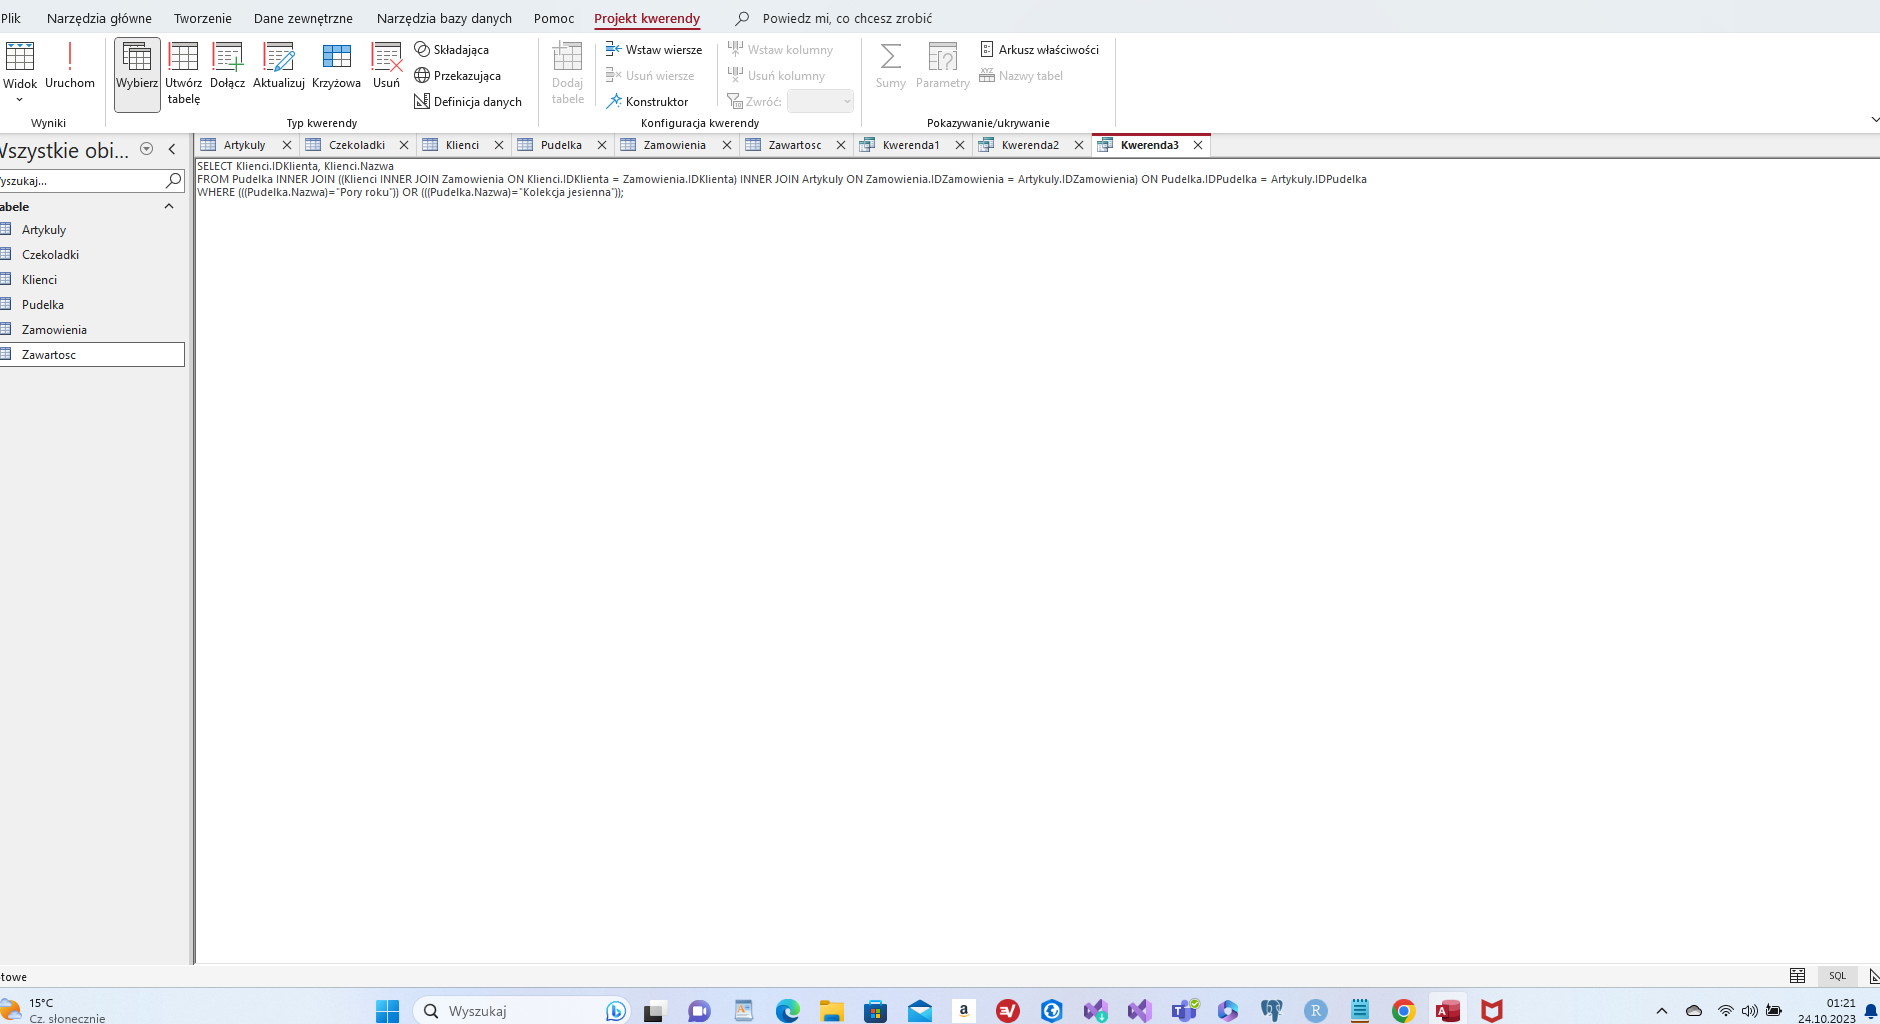 Plik Narzędzia główne Tworzenie Dane zewnętrzne Narzędzia bazy danych Pomoc Projekt kwerendy Powiedz mi, co chcesz zrobić
Widok Uruchom
Wybierz Utwórz tabelę Dołącz Aktualizuj Krzyżowa Usuń
Składająca
Przekazująca
Definicja danych
Dodaj tabele
Wstaw wiersze
Usuń wiersze
Konstruktor
Wstaw kolumny
Usuń kolumny
Zwróć:
Sumy Parametry
Arkusz właściwości
Nazwy tabel
Wyniki Typ kwerendy Konfiguracja kwerendy Pokazywanie/ukrywanie
Wszystkie obi...
yszukaj...
abele
Artykuly
Czekoladki
Klienci
Pudelka
Zamowienia
Zawartosc
Artykuly Czekoladki Klienci Pudelka Zamowienia Zawartosc Kwerenda1 Kwerenda2 Kwerenda3
SELECT Klienci.IDKlienta, Klienci.Nazwa
FROM Pudelka INNER JOIN ((Klienci INNER JOIN Zamowienia ON Klienci.IDKlienta = Zamowienia.IDKlienta) INNER JOIN Artykuly ON Zamowienia.IDZamowienia = Artykuly.IDZamowienia) ON Pudelka.IDPudelka = Artykuly.IDPudelka
WHERE (((Pudelka.Nazwa)="Pory roku")) OR (((Pudelka.Nazwa)="Kolekcja jesienna"));
towe
SQL
15°C
Cz. słonecznie
Wyszukaj
01:21
24.10.2023